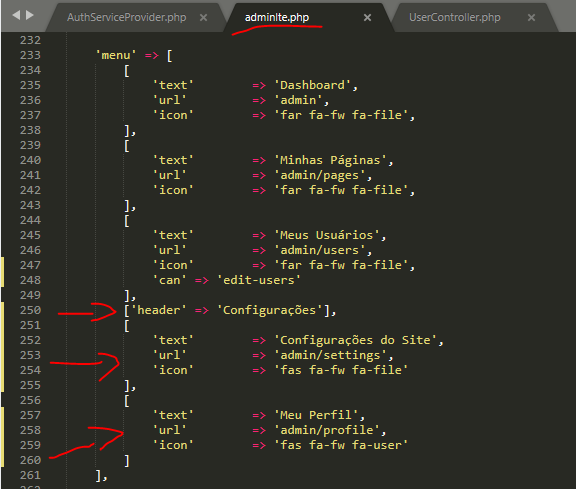 AuthServiceProvider.php × adminlte.php × UserController.php ×
232
233 'menu' => [
234 [
235 'text' => 'Dashboard',
236 'url' => 'admin',
237 'icon' => 'far fa-fw fa-file',
238 ],
239 [
240 'text' => 'Minhas Páginas',
241 'url' => 'admin/pages',
242 'icon' => 'far fa-fw fa-file',
243 ],
244 [
245 'text' => 'Meus Usuários',
246 'url' => 'admin/users',
247 'icon' => 'far fa-fw fa-file',
248 'can' => 'edit-users'
249 ],
250 ['header' => 'Configurações'],
251 [
252 'text' => 'Configurações do Site',
253 'url' => 'admin/settings',
254 'icon' => 'fas fa-fw fa-file'
255 ],
256 [
257 'text' => 'Meu Perfil',
258 'url' => 'admin/profile',
259 'icon' => 'fas fa-fw fa-user'
260 ]
261 ],
262